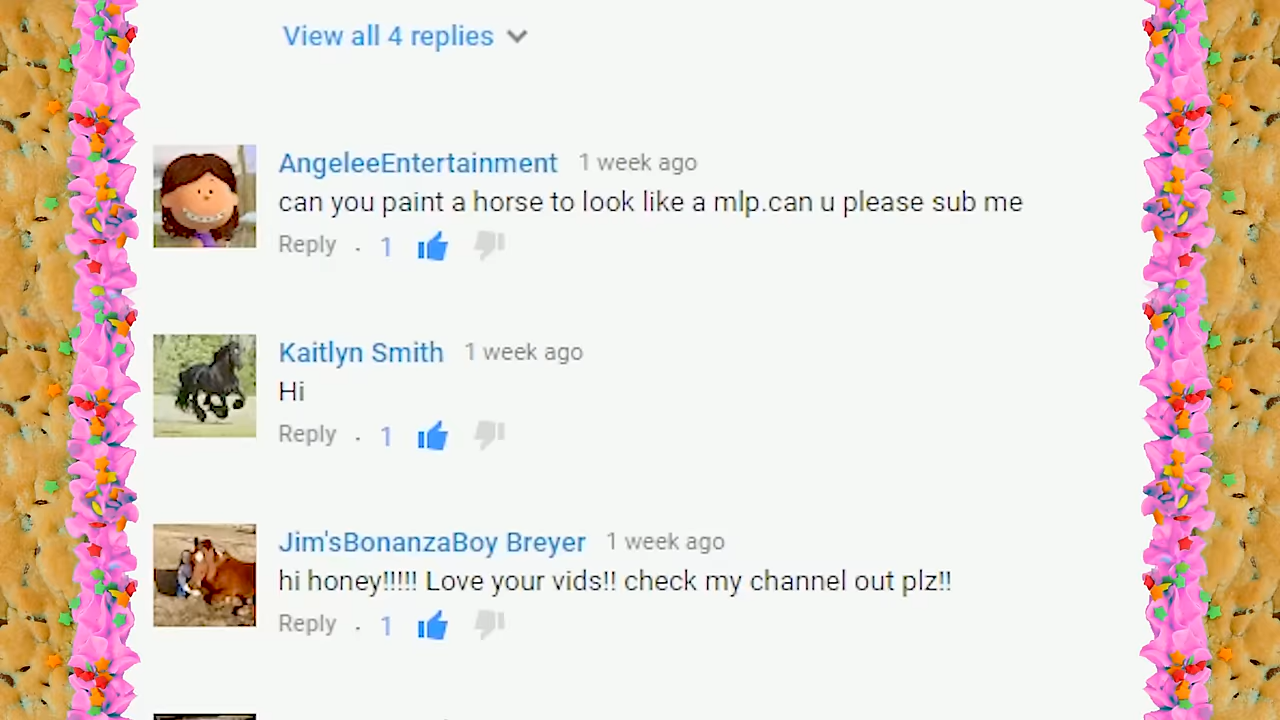 View all 4 replies
AngeleeEntertainment 1 week ago
can you paint a horse to look like a mlp.can u please sub me
Reply . 1
Kaitlyn Smith 1 week ago
Hi
Reply . 1
Jim'sBonanzaBoy Breyer 1 week ago
hi honey!!!!! Love your vids!! check my channel out plz!!
Reply . 1